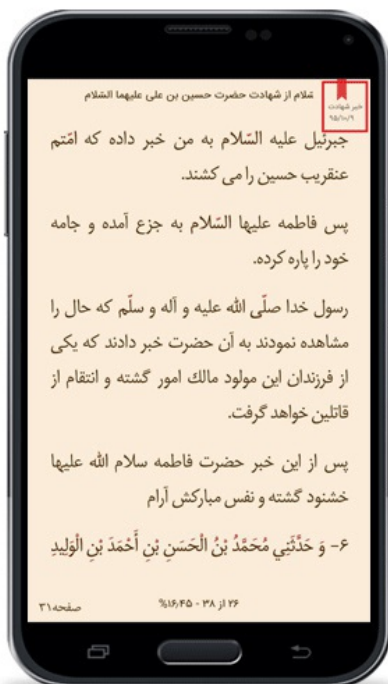 سّلام از شهادت حضرت حسین بن علی علیهما السّلام
خبر شهادت
۹۵/۱۰/۹
جبرئیل علیه السّلام به من خبر داده که امّتم
عنقریب حسین را می کشند.
پس فاطمه علیها السّلام به جزع آمده و جامه
خود را پاره کرده.
رسول خدا صلّی الله علیه و آله و سلّم که حال را
مشاهده نمودند به آن حضرت خبر دادند که یکی
از فرزندان این مولود مالك امور گشته و انتقام از
قاتلین خواهد گرفت.
پس از این خبر حضرت فاطمه سلام الله علیها
خشنود گشته و نفس مبارکش آرام
۶- وَ حَدَّثَنِي مُحَمَّدُ بْنُ الْحَسَنِ بْنِ أَحْمَدَ بْنِ الْوَلِيدِ
۲۶ از ۳۸ - ۱۶٫۴۵%
صفحه۳۱